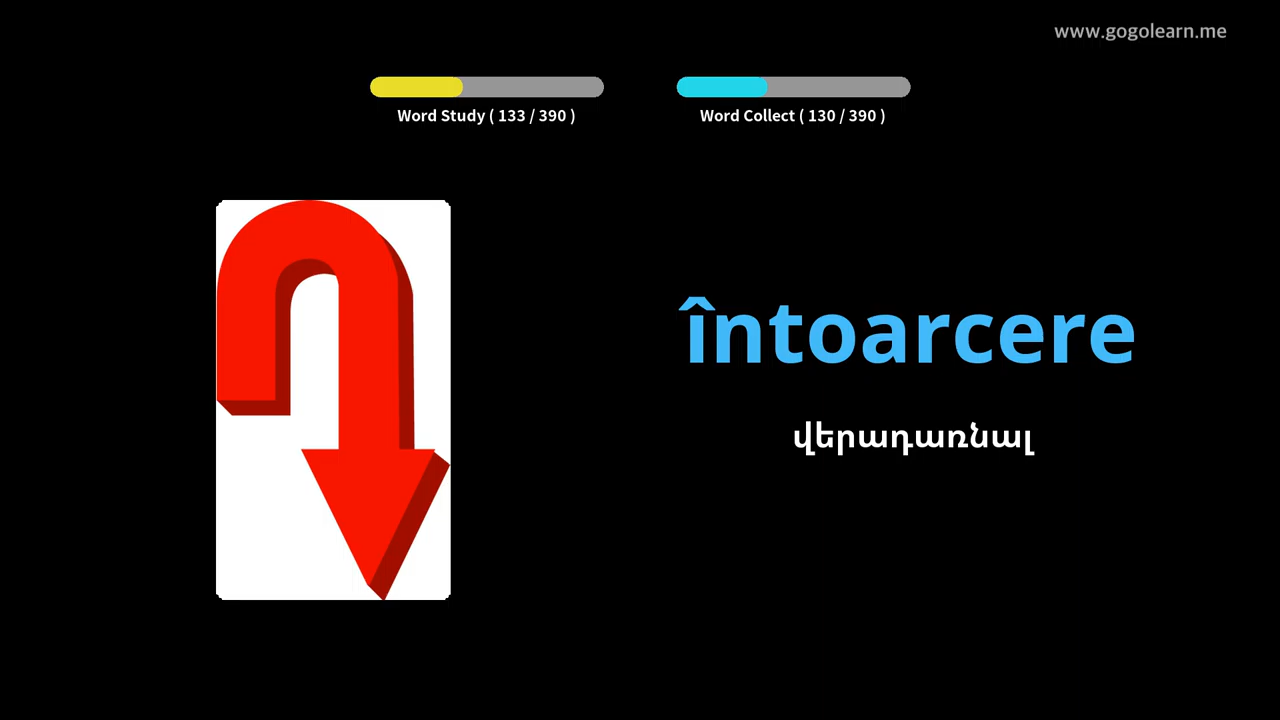 www.gogolearn.me
Word Study ( 133 / 390 )
Word Collect ( 130 / 390 )
întoarcere
վերադառնալ